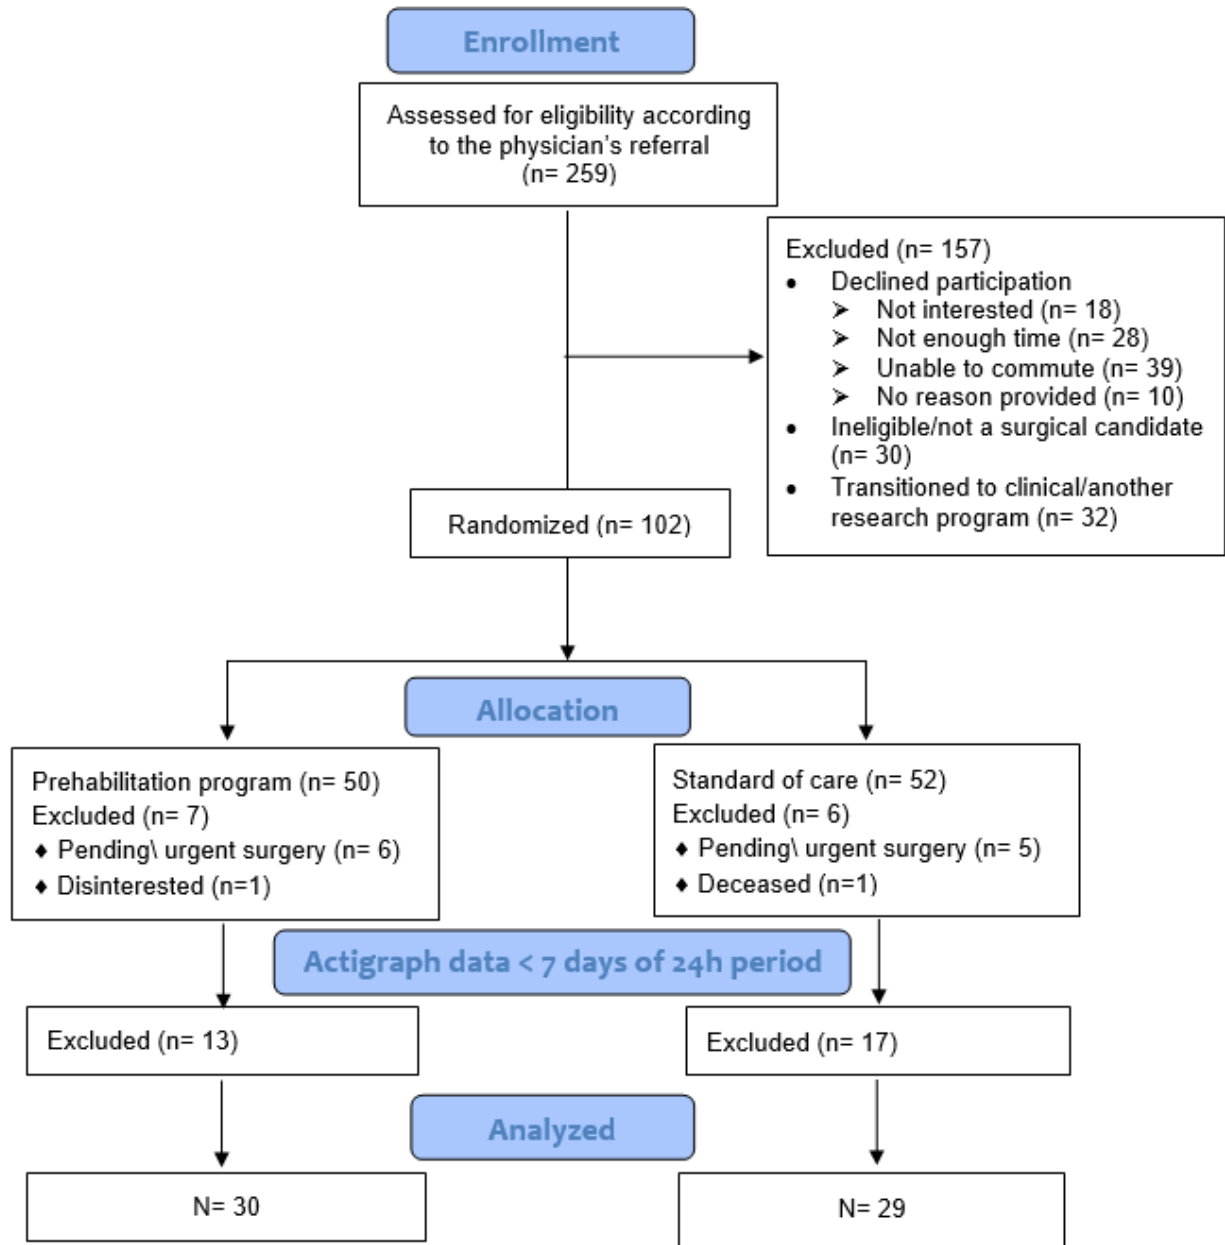 Enrollment
Assessed for eligibility according
to the physician's referral
(n= 259)
Excluded (n= 157)
• Declined participation
➢ Not interested (n= 18)
➢ Not enough time (n= 28)
➢ Unable to commute (n= 39)
➢ No reason provided (n= 10)
• Ineligible/not a surgical candidate
(n= 30)
• Transitioned to clinical/another
research program (n= 32)
Randomized (n= 102)
Allocation
Prehabilitation program (n= 50)
Excluded (n= 7)
♦ Pending\ urgent surgery (n= 6)
♦ Disinterested (n=1)
Standard of care (n= 52)
Excluded (n= 6)
♦ Pending\ urgent surgery (n= 5)
♦ Deceased (n=1)
Actigraph data < 7 days of 24h period
Excluded (n= 13)
Excluded (n= 17)
Analyzed
N= 30
N= 29